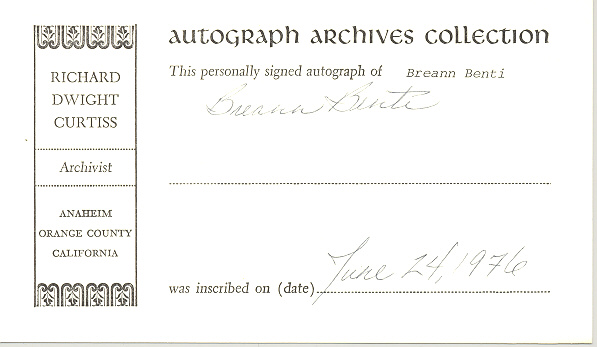 RICHARD
DWIGHT
CURTISS
Archivist
ANAHEIM
ORANGE COUNTY
CALIFORNIA
autograph archives collection
This personally signed autograph of Breann Benti
Breann Benti
was inscribed on (date) June 24, 1976